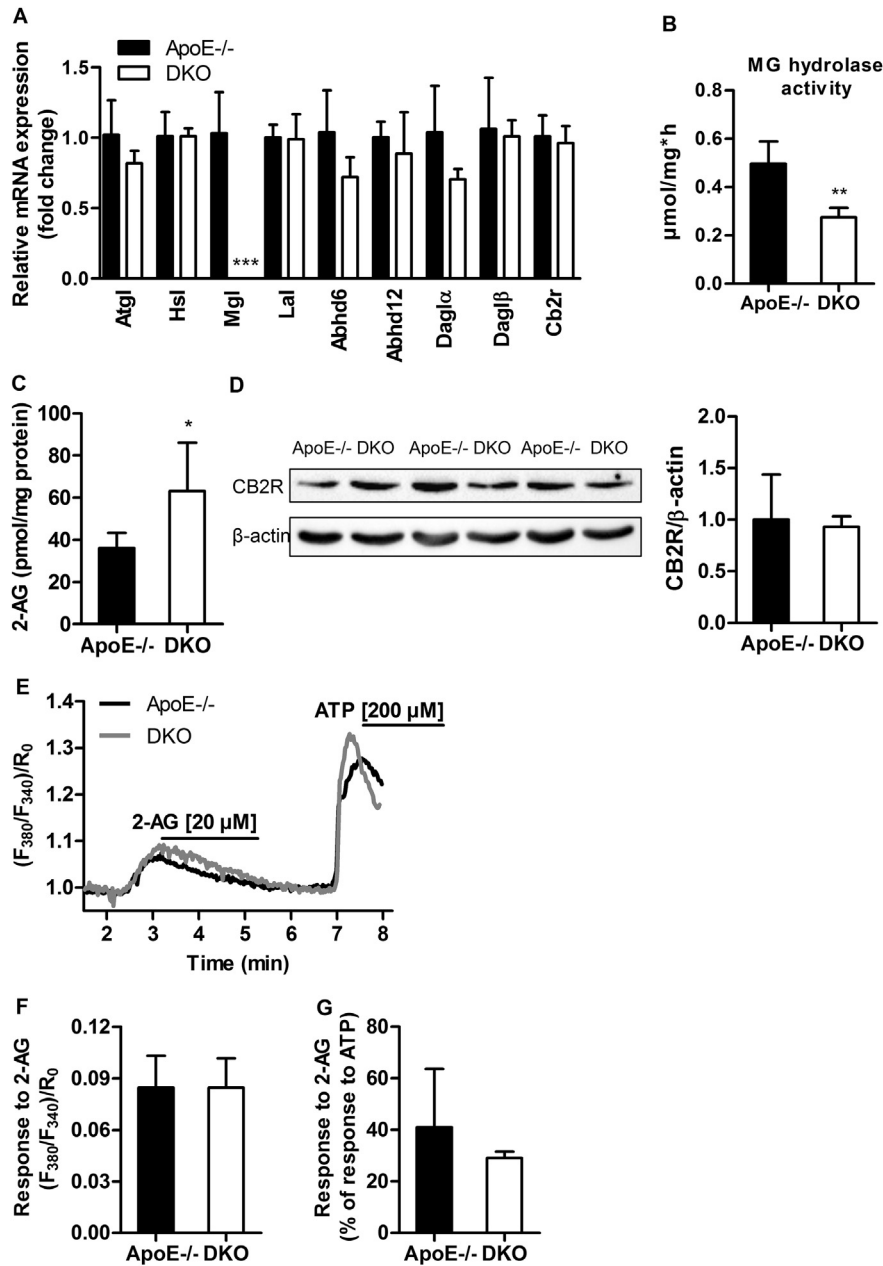 A
ApoE-/-
DKO
Relative mRNA expression
(fold change)
1.5
1.0
0.5
0.0
***
Atgl
Hsl
Mgl
Lal
Abhd6
Abhd12
Daglα
Daglβ
Cb2r
B
MG hydrolase
activity
µmol/mg*h
0.8
0.6
0.4
0.2
0.0
**
ApoE-/- DKO
C
2-AG (pmol/mg protein)
100
80
60
40
20
0
*
ApoE-/- DKO
D
ApoE-/- DKO ApoE-/- DKO ApoE-/- DKO
CB2R
β-actin
CB2R/β-actin
2.0
1.5
1.0
0.5
0.0
ApoE-/- DKO
E
ApoE-/-
DKO
(F380/F340)/R0
1.4
1.3
1.2
1.1
1.0
2-AG [20 µM]
ATP [200 µM]
2 3 4 5 6 7 8
Time (min)
F
Response to 2-AG
(F380/F340)/R0
0.12
0.09
0.06
0.03
0.00
ApoE-/- DKO
G
Response to 2-AG
(% of response to ATP)
80
60
40
20
0
ApoE-/- DKO